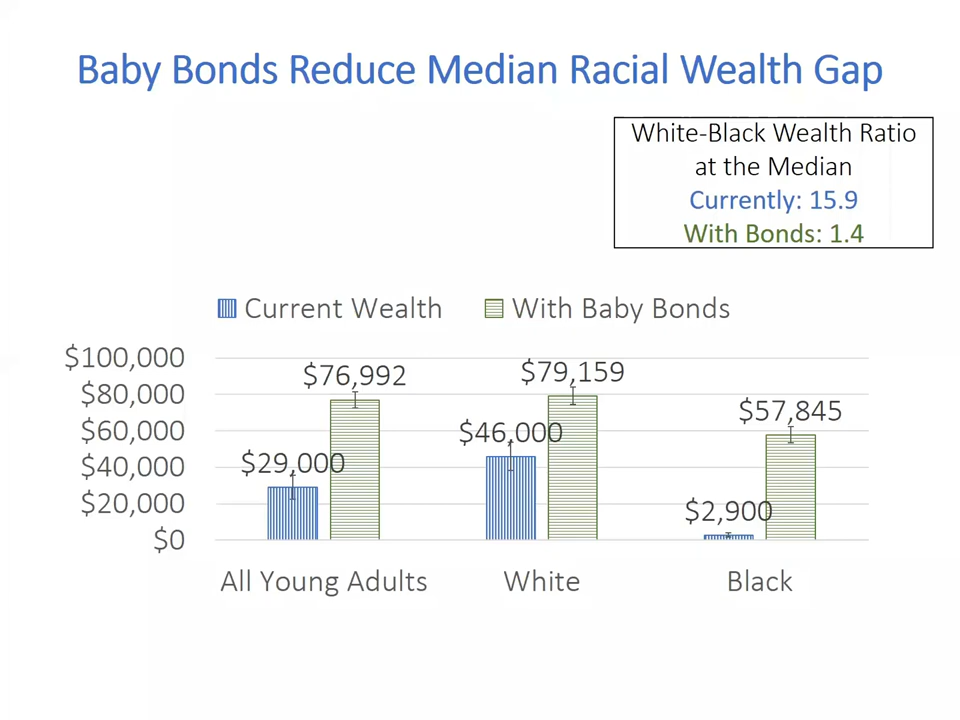 Baby Bonds Reduce Median Racial Wealth Gap
White-Black Wealth Ratio
at the Median
Currently: 15.9
With Bonds: 1.4
Current Wealth With Baby Bonds
$100,000
$80,000
$60,000
$40,000
$20,000
$0
$29,000
$76,992
$46,000
$79,159
$2,900
$57,845
All Young Adults White Black